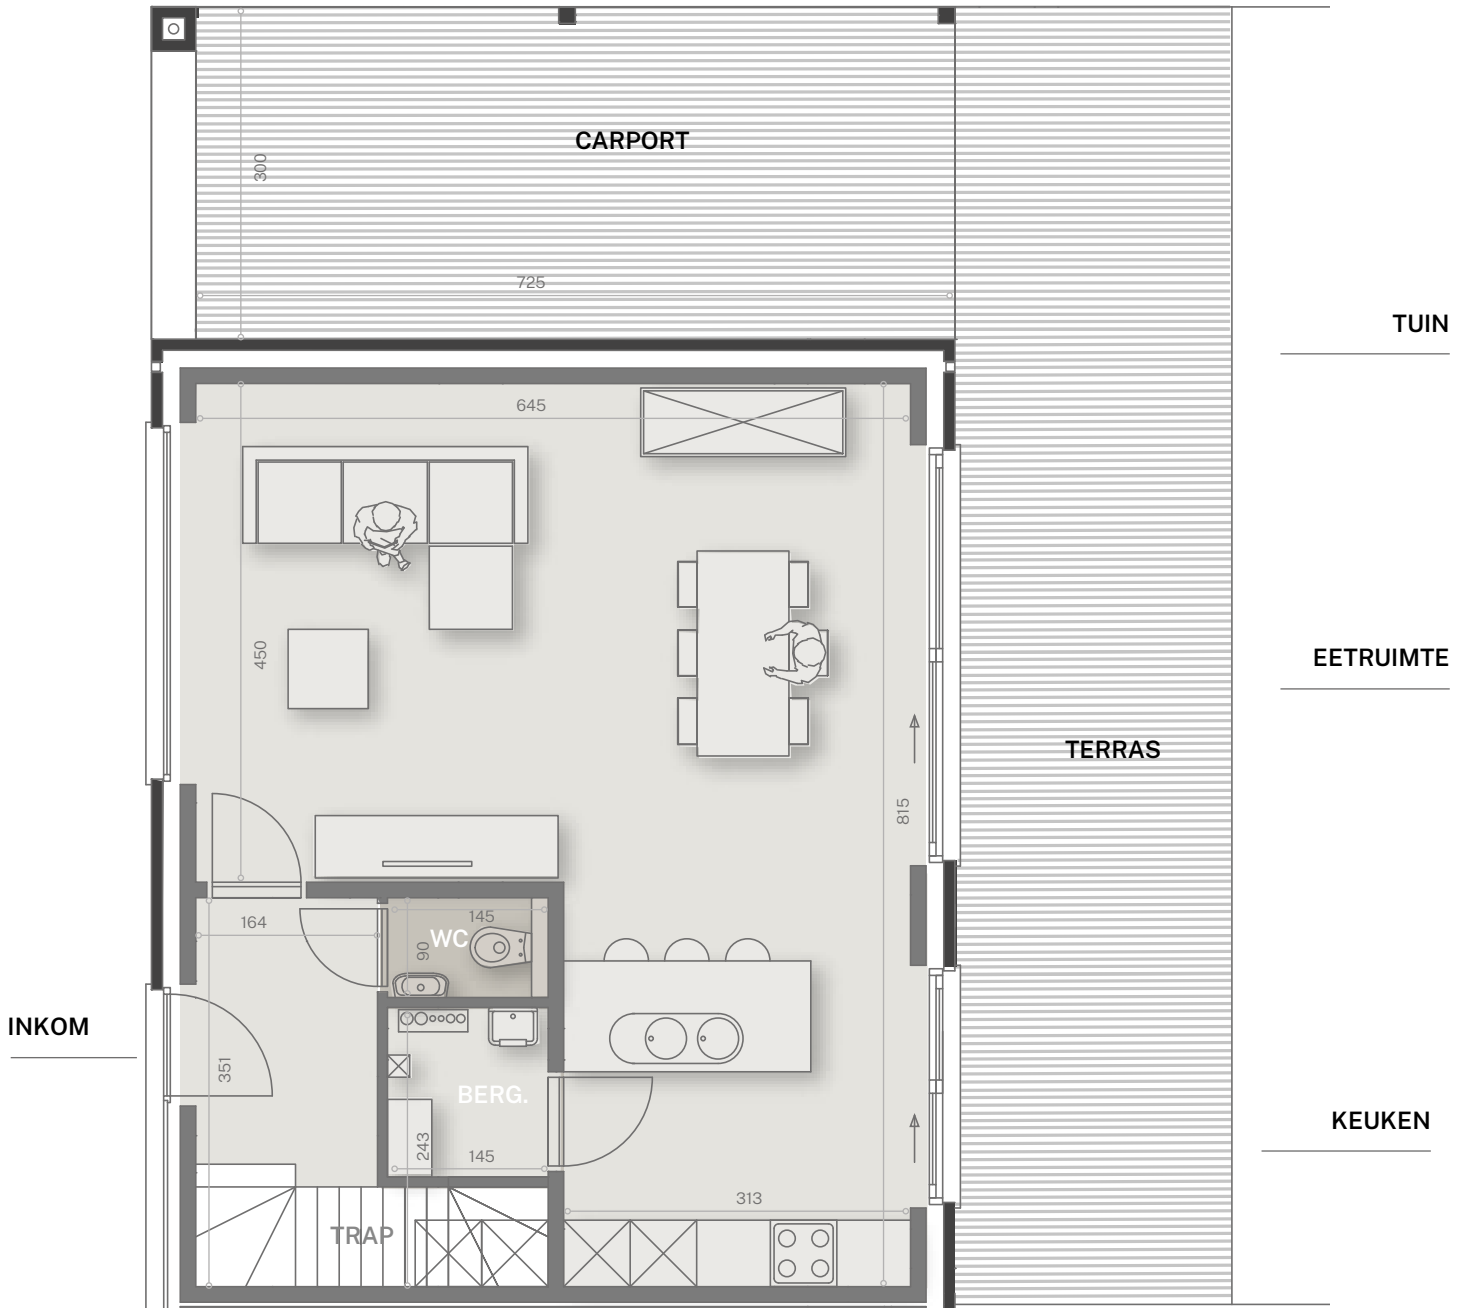 CARPORT
300
725
TUIN
645
450
EETRUIMTE
TERRAS
815
164
145
WC
90
INKOM
351
BERG.
KEUKEN
243
145
313
TRAP